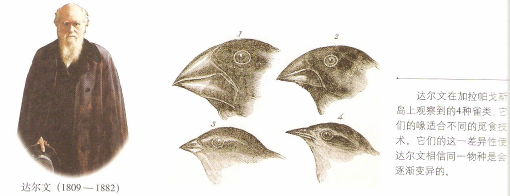 1
2
3
4
达尔文在加拉帕戈斯
岛上观察到的4种雀类，它
们的喙适合不同的觅食技
术。它们的这一差异性使
达尔文相信同一物种是会
逐渐变异的。
达尔文（1809—1882）